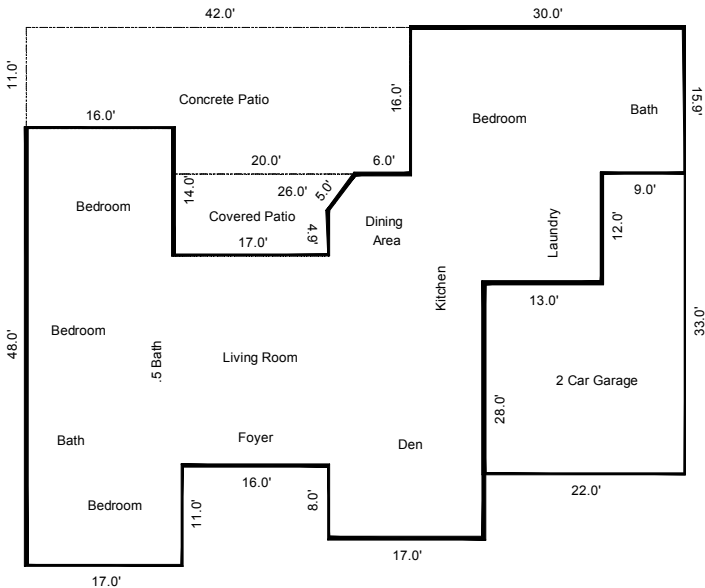 42.0'
30.0'
11.0'
Concrete Patio
16.0'
15.9'
Bedroom
Bath
16.0'
20.0'
6.0'
14.0'
26.0'
5.0'
9.0'
Bedroom
Covered Patio
4.9'
Dining
Area
Laundry
12.0'
17.0'
Kitchen
13.0'
48.0'
Bedroom
.5 Bath
Living Room
33.0'
2 Car Garage
28.0'
Bath
Foyer
Den
16.0'
22.0'
Bedroom
11.0'
8.0'
17.0'
17.0'